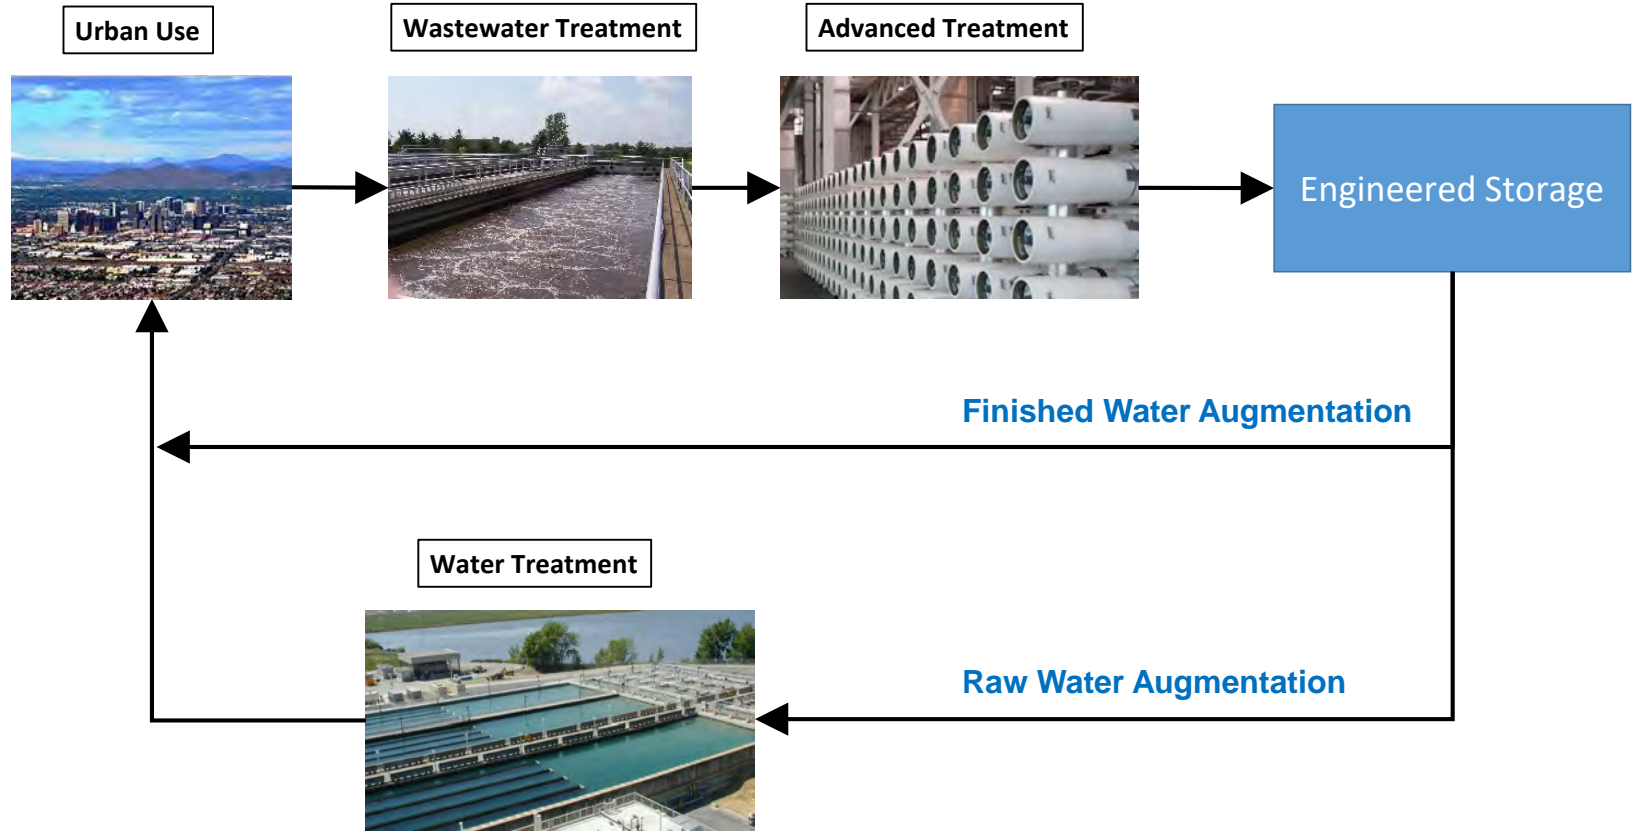 Urban Use
Wastewater Treatment
Advanced Treatment
Engineered Storage
Finished Water Augmentation
Water Treatment
Raw Water Augmentation